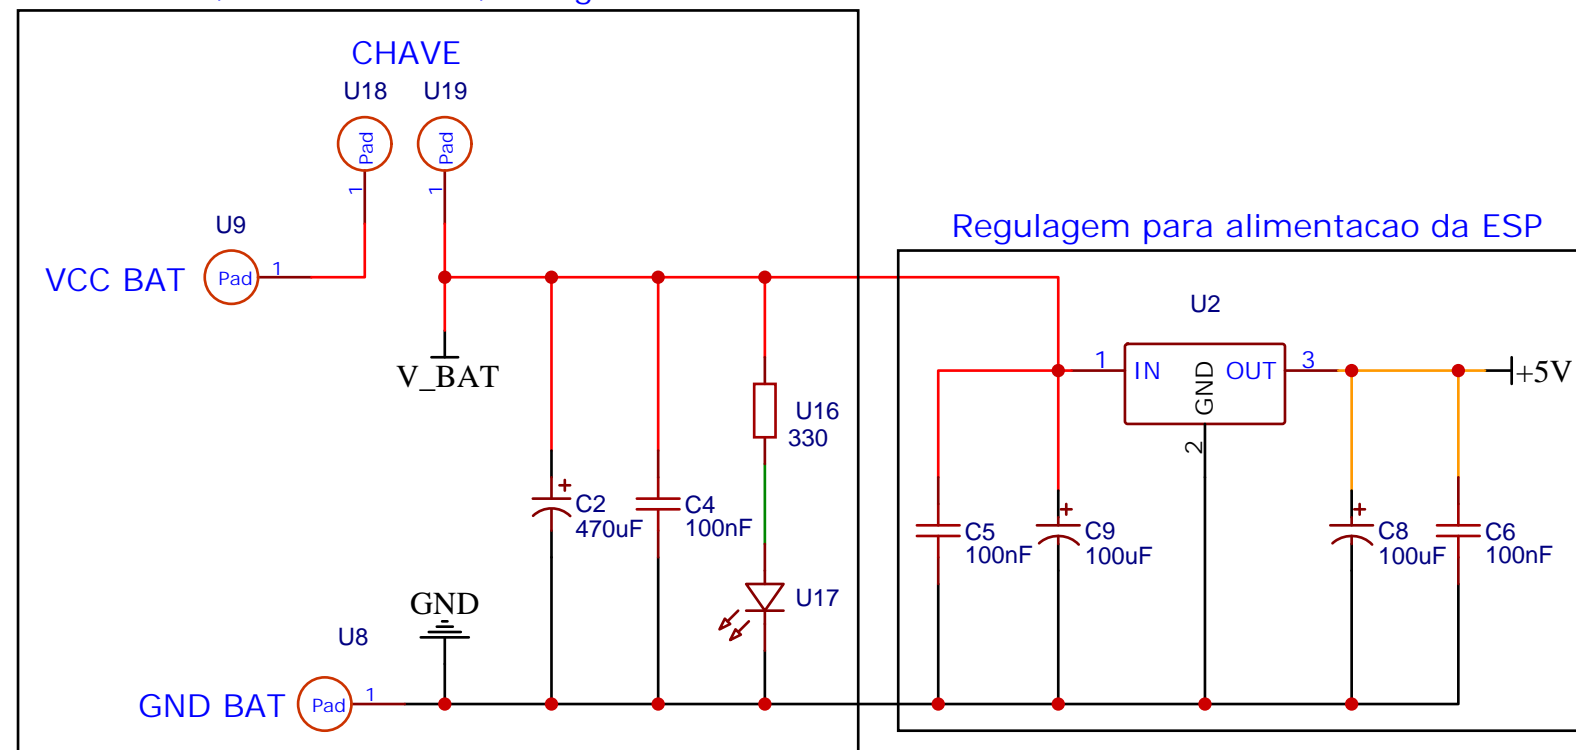 CHAVE
U18 U19
Pad Pad
1 1
U9
VCC BAT Pad 1
V_BAT
U16
330
C2
470uF
C4
100nF
U17
GND
U8
GND BAT Pad 1
Regulagem para alimentacao da ESP
U2
1 IN GND OUT 3
2
+5V
C5
100nF
C9
100uF
C8
100uF
C6
100nF